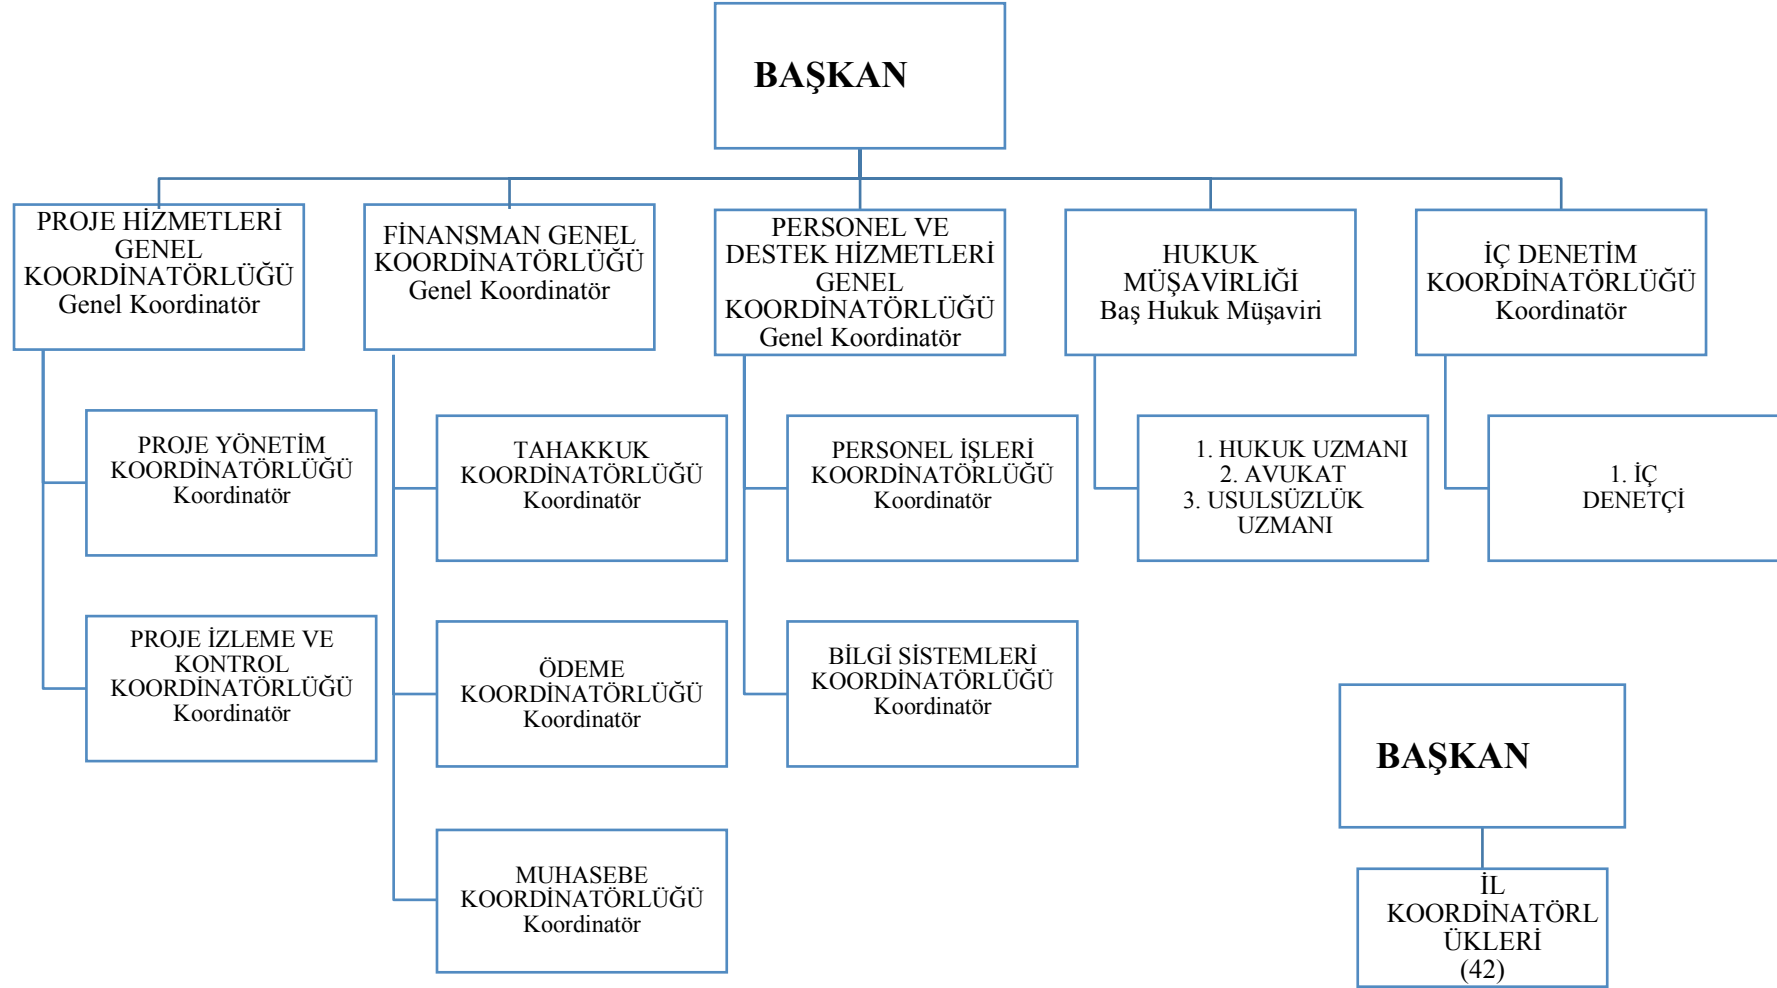 BAŞKAN
PROJE HİZMETLERİ
GENEL
KOORDİNATÖRLÜĞÜ
Genel Koordinatör
FİNANSMAN GENEL
KOORDİNATÖRLÜĞÜ
Genel Koordinatör
PERSONEL VE
DESTEK HİZMETLERİ
GENEL
KOORDİNATÖRLÜĞÜ
Genel Koordinatör
HUKUK
MÜŞAVİRLİĞİ
Baş Hukuk Müşaviri
İÇ DENETİM
KOORDİNATÖRLÜĞÜ
Koordinatör
PROJE YÖNETİM
KOORDİNATÖRLÜĞÜ
Koordinatör
TAHAKKUK
KOORDİNATÖRLÜĞÜ
Koordinatör
PERSONEL İŞLERİ
KOORDİNATÖRLÜĞÜ
Koordinatör
1. HUKUK UZMANI
2. AVUKAT
3. USULSÜZLÜK
UZMANI
1. İÇ
DENETÇİ
PROJE İZLEME VE
KONTROL
KOORDİNATÖRLÜĞÜ
Koordinatör
ÖDEME
KOORDİNATÖRLÜĞÜ
Koordinatör
BİLGİ SİSTEMLERİ
KOORDİNATÖRLÜĞÜ
Koordinatör
MUHASEBE
KOORDİNATÖRLÜĞÜ
Koordinatör
BAŞKAN
İL
KOORDİNATÖRL
ÜKLERİ
(42)